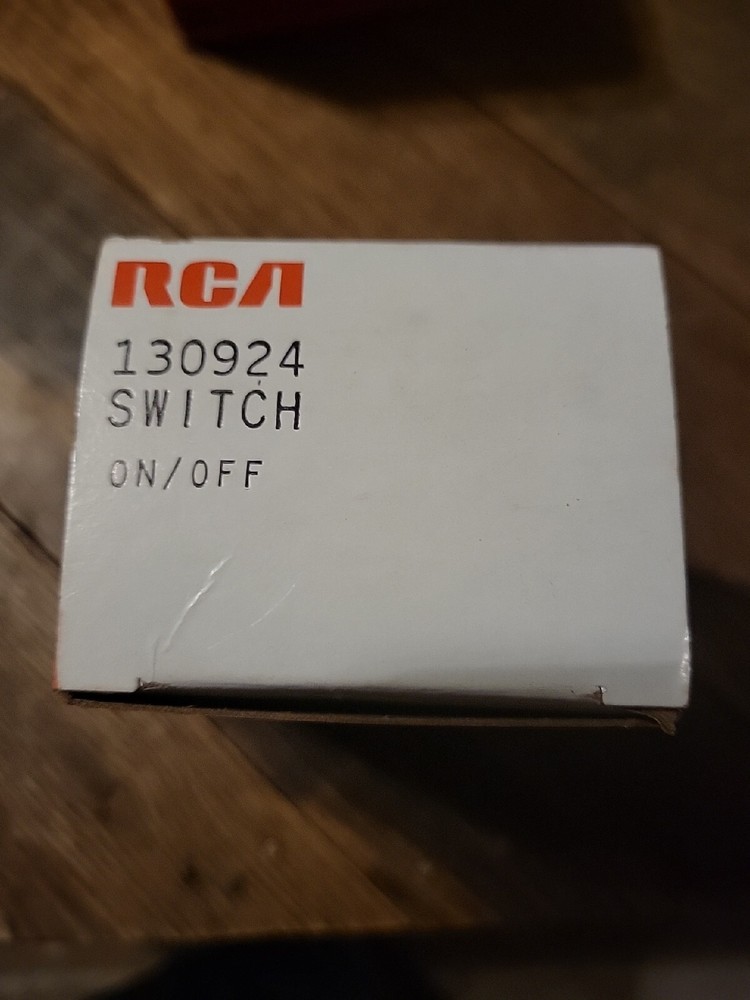 RCA
130924
SWITCH
ON/OFF